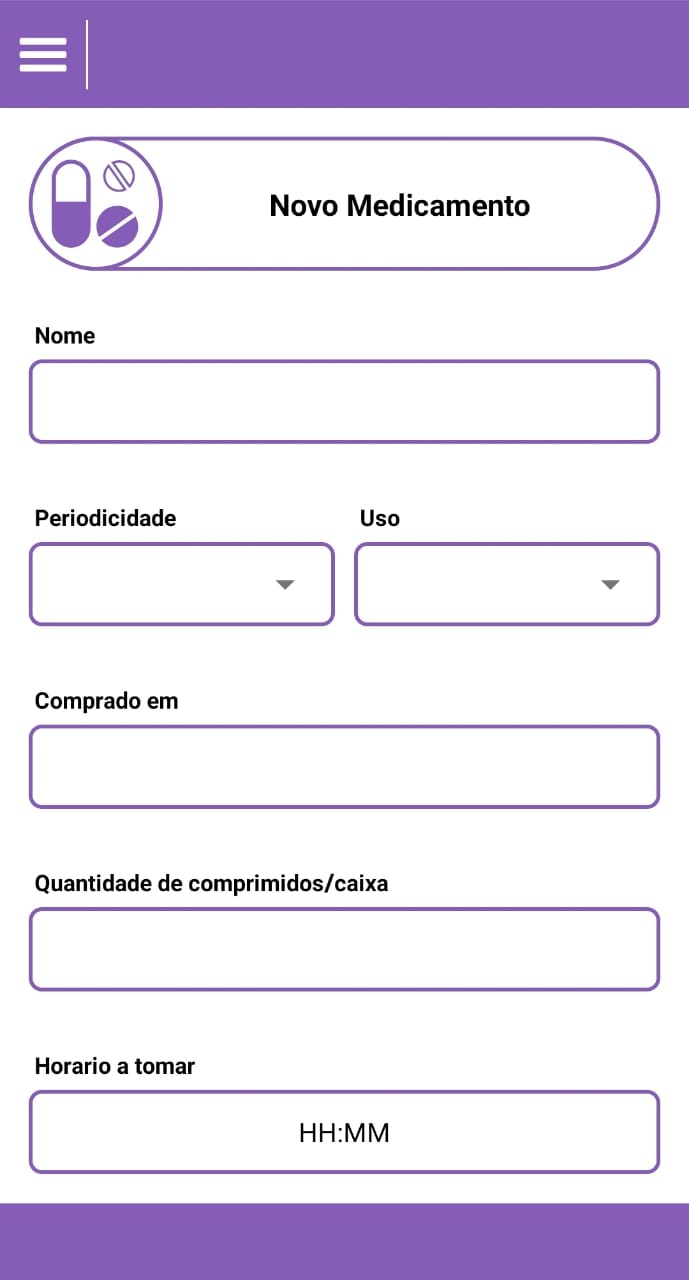 Novo Medicamento
Nome
Periodicidade
Uso
Comprado em
Quantidade de comprimidos/caixa
Horario a tomar
HH:MM